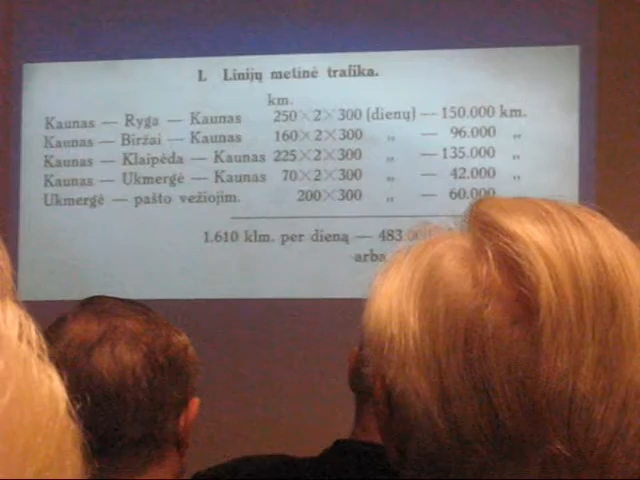 I. Linijų metinė trafika.
km.
Kaunas — Ryga — Kaunas 250×2×300 (dienų) — 150.000 km.
Kaunas — Biržai — Kaunas 160×2×300 „ — 96.000 „
Kaunas — Klaipėda — Kaunas 225×2×300 „ — 135.000 „
Kaunas — Ukmergė — Kaunas 70×2×300 „ — 42.000 „
Ukmergė — pašto vežiojim. 200×300 „ — 60.000
1.610 klm. per dieną — 483
arba